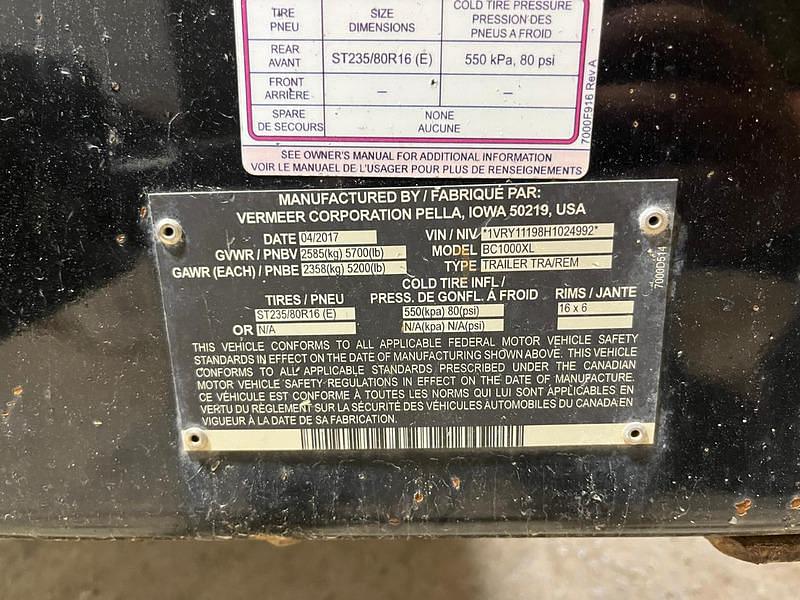 TIRE PNEU SIZE DIMENSIONS COLD TIRE PRESSURE PRESSION DES PNEUS A FROID
REAR AVANT ST235/80R16 (E) 550 kPa, 80 psi
FRONT ARRIÈRE – –
SPARE DE SECOURS NONE AUCUNE
SEE OWNER'S MANUAL FOR ADDITIONAL INFORMATION
VOIR LE MANUAEL DE L'USAGER POUR PLUS DE RENSEIGNEMENTS
7000F916 Rev A
MANUFACTURED BY / FABRIQUÉ PAR:
VERMEER CORPORATION PELLA, IOWA 50219, USA
DATE 04/2017 VIN / NIV *1VRY11198H1024992*
GVWR / PNBV 2585(kg) 5700(lb) MODEL BC1000XL
GAWR (EACH) / PNBE 2358(kg) 5200(lb) TYPE TRAILER TRA/REM
7000D514
COLD TIRE INFL /
TIRES / PNEU PRESS. DE GONFL. À FROID RIMS / JANTE
ST235/80R16 (E) 550(kpa) 80(psi) 16 x 6
OR N/A N/A(kpa) N/A(psi)
THIS VEHICLE CONFORMS TO ALL APPLICABLE FEDERAL MOTOR VEHICLE SAFETY
STANDARDS IN EFFECT ON THE DATE OF MANUFACTURING SHOWN ABOVE. THIS VEHICLE
CONFORMS TO ALL APPLICABLE STANDARDS PRESCRIBED UNDER THE CANADIAN
MOTOR VEHICLE SAFETY REGULATIONS IN EFFECT ON THE DATE OF MANUFACTURE.
CE VÉHICULE EST CONFORME À TOUTES LES NORMS QUI LUI SONT APPLICABLES EN
VERTU DU RÈGLEMENT SUR LA SÉCURITÉ DES VÉHICULES AUTOMOBILES DU CANADA EN
VIGUEUR À LA DATE DE SA FABRICATION.